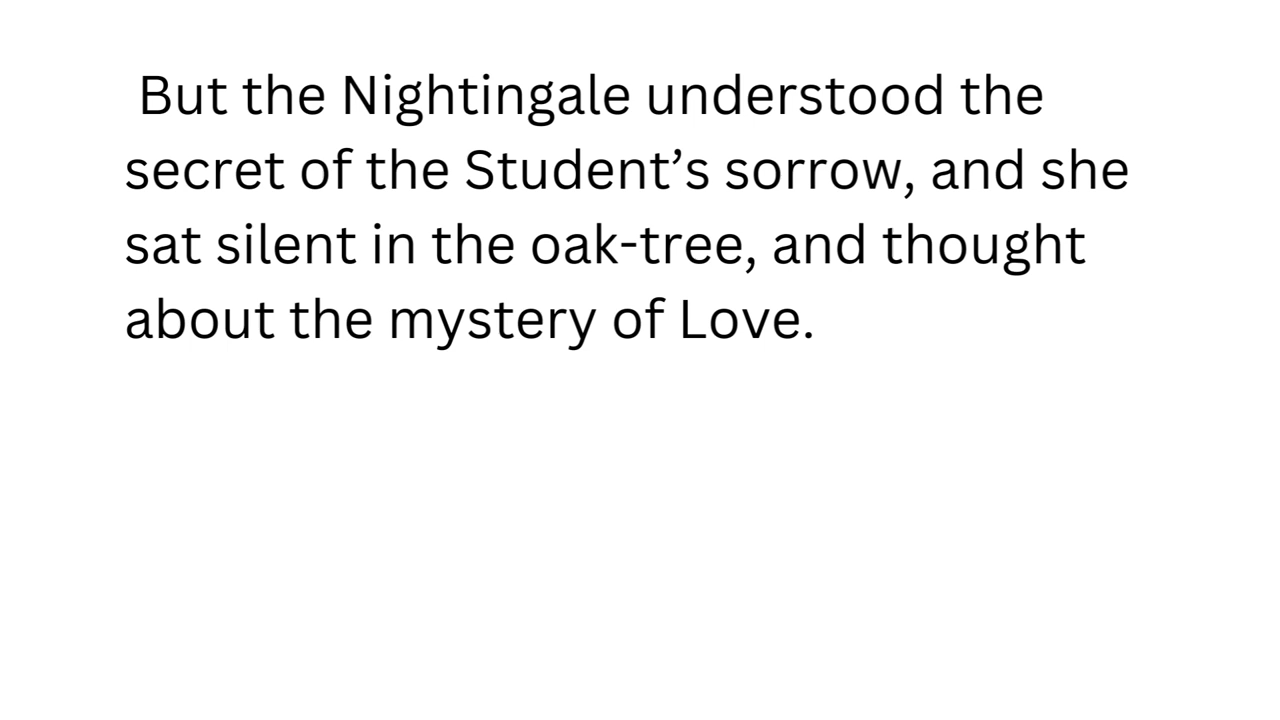 But the Nightingale understood the
secret of the Student’s sorrow, and she
sat silent in the oak-tree, and thought
about the mystery of Love.